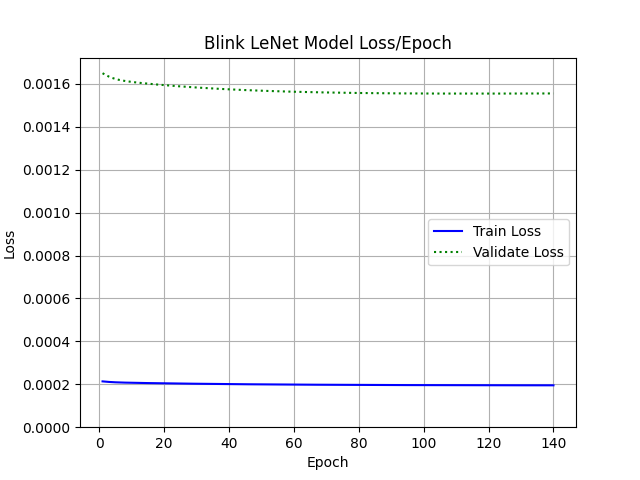 Blink LeNet Model Loss/Epoch
0.0016
0.0014
0.0012
0.0010
0.0008
0.0006
0.0004
0.0002
0.0000
Loss
Train Loss
Validate Loss
0 20 40 60 80 100 120 140
Epoch